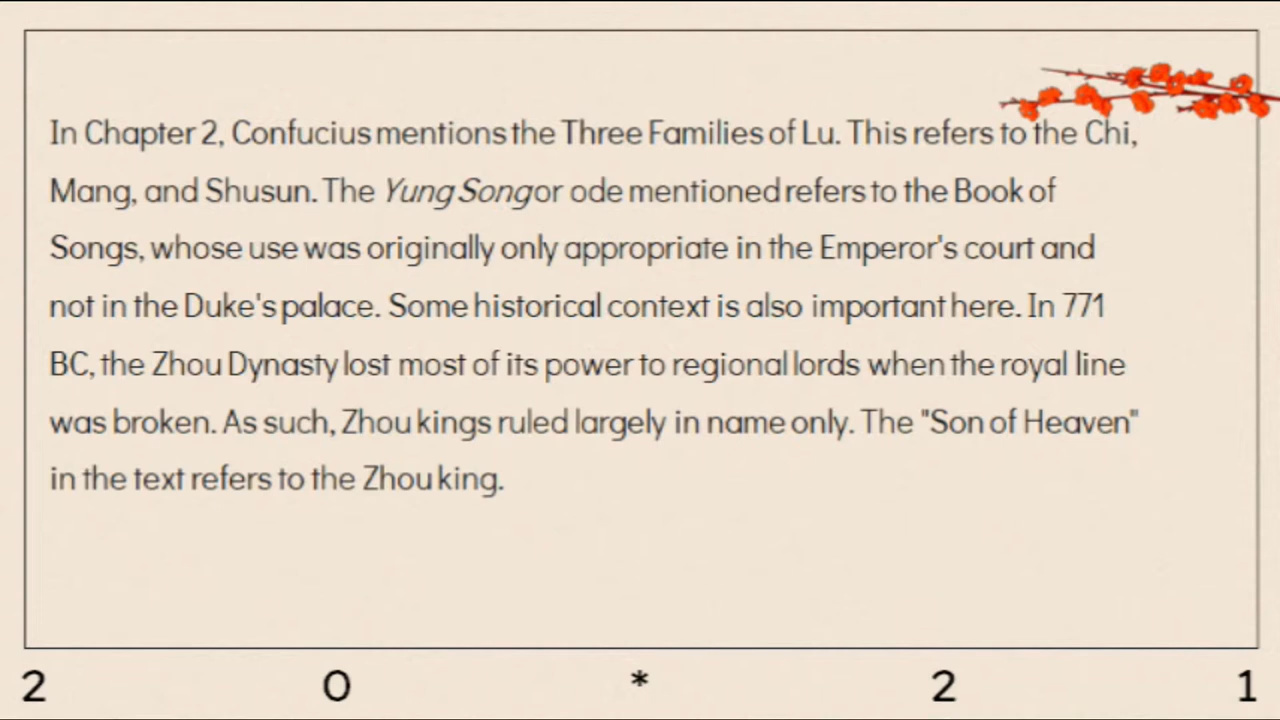 In Chapter 2, Confucius mentions the Three Families of Lu. This refers to the Chi,
Mang, and Shusun. The Yung Song or ode mentioned refers to the Book of
Songs, whose use was originally only appropriate in the Emperor's court and
not in the Duke's palace. Some historical context is also important here. In 771
BC, the Zhou Dynasty lost most of its power to regional lords when the royal line
was broken. As such, Zhou kings ruled largely in name only. The "Son of Heaven"
in the text refers to the Zhou king.
2 0 * 2 1